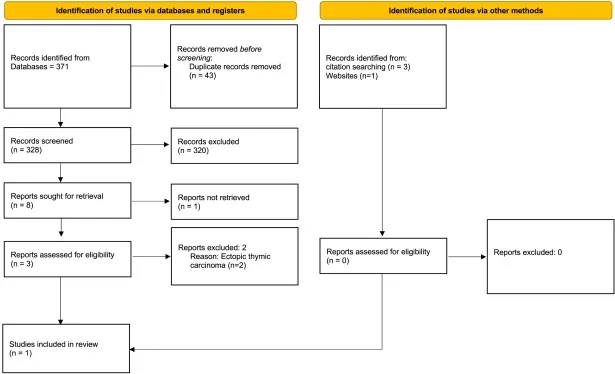 Identification of studies via databases and registers
Identification of studies via other methods
Records identified from
Databases = 371
Records removed before
screening:
Duplicate records removed
(n = 43)
Records identified from:
citation searching (n = 3)
Websites (n=1)
Records screened
(n = 328)
Records excluded
(n = 320)
Reports sought for retrieval
(n = 8)
Reports not retrieved
(n = 1)
Reports assessed for eligibility
(n = 3)
Reports excluded: 2
Reason: Ectopic thymic
carcinoma (n=2)
Reports assessed for eligibility
(n = 0)
Reports excluded: 0
Studies included in review
(n = 1)